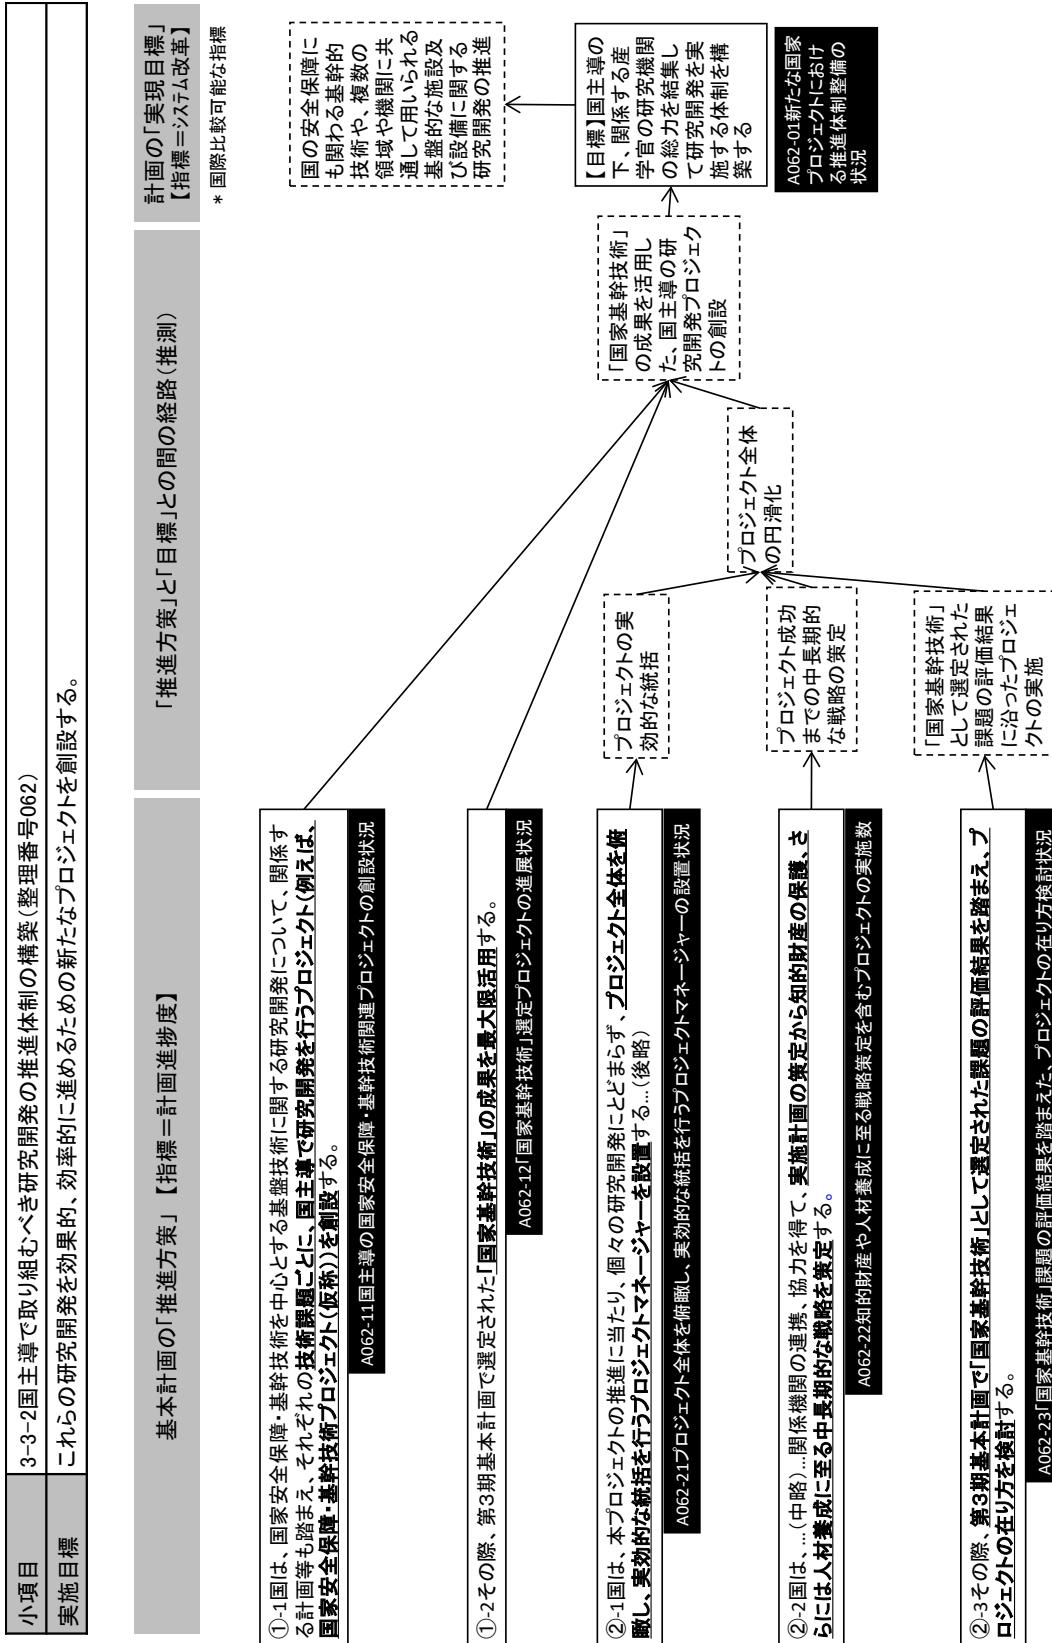 小項目
3-3-2国主導で取り組むべき研究開発の推進体制の構築（整理番号062）
実施目標
これらの研究開発を効果的、効率的に進めるための新たなプロジェクトを創設する。
基本計画の「推進方策」【指標＝計画進捗度】
「推進方策」と「目標」との間の経路（推測）
計画の「実現目標」
【指標＝システム改革】
＊国際比較可能な指標
①-1国は、国家安全保障・基幹技術を中心とする基盤技術に関する研究開発について、関係す
る計画等も踏まえ、それぞれの技術課題ごとに、国主導で研究開発を行うプロジェクト（例えば、
国家安全保障・基幹技術プロジェクト（仮称））を創設する。
A062-11国主導の国家安全保障・基幹技術関連プロジェクトの創設状況
①-2その際、第3期基本計画で選定された「国家基幹技術」の成果を最大限活用する。
A062-12「国家基幹技術」選定プロジェクトの進展状況
②-1国は、本プロジェクトの推進に当たり、個々の研究開発にとどまらず、プロジェクト全体を俯
瞰し、実効的な統括を行うプロジェクトマネージャーを設置する…（後略）
A062-21プロジェクト全体を俯瞰し、実効的な統括を行うプロジェクトマネージャーの設置状況
②-2国は、…（中略）…関係機関の連携、協力を得て、実施計画の策定から知的財産の保護、さ
らには人材養成に至る中長期的な戦略を策定する。
A062-22知的財産や人材養成に至る戦略策定を含むプロジェクトの実施数
②-3その際、第3期基本計画で「国家基幹技術」として選定された課題の評価結果を踏まえ、プ
ロジェクトの在り方を検討する。
A062-23「国家基幹技術」課題の評価結果を踏まえた、プロジェクトの在り方検討状況
プロジェクトの実
効的な統括
プロジェクト成功
までの中長期的
な戦略の策定
「国家基幹技術」
として選定された
課題の評価結果
に沿ったプロジェ
クトの実施
プロジェクト全体
の円滑化
「国家基幹技術」
の成果を活用し
た、国主導の研
究開発プロジェク
トの創設
国の安全保障に
も関わる基幹的
技術や、複数の
領域や機関に共
通して用いられる
基盤的な施設及
び設備に関する
研究開発の推進
【目標】国主導の
下、関係する産
学官の研究機関
の総力を結集し
て研究開発を実
施する体制を構
築する
A062-01新たな国家
プロジェクトにおけ
る推進体制整備の
状況